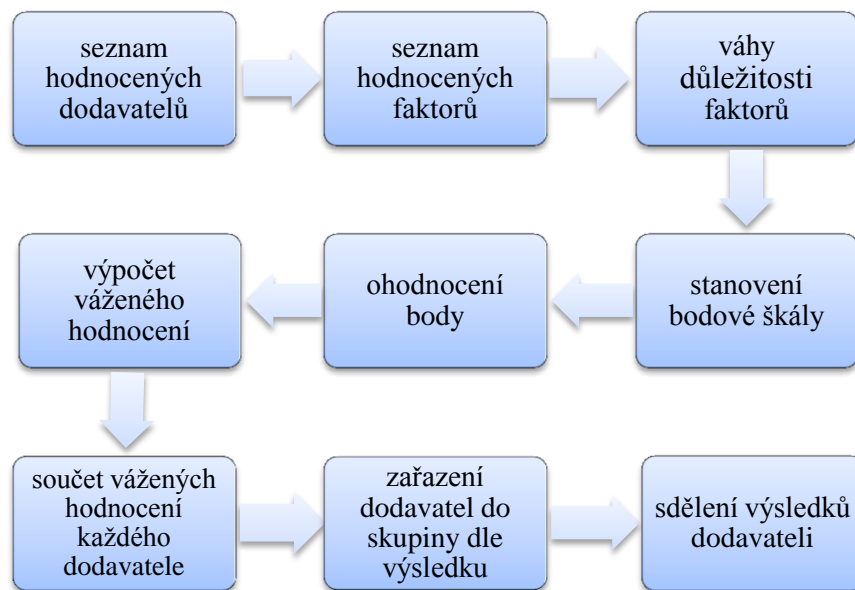 seznam
hodnocených
dodavatelů
seznam
hodnocených
faktorů
váhy
důležitosti
faktorů
stanovení
bodové škály
ohodnocení
body
výpočet
váženého
hodnocení
součet vážených
hodnocení
každého
dodavatele
zařazení
dodavatel do
skupiny dle
výsledku
sdělení výsledků
dodavateli